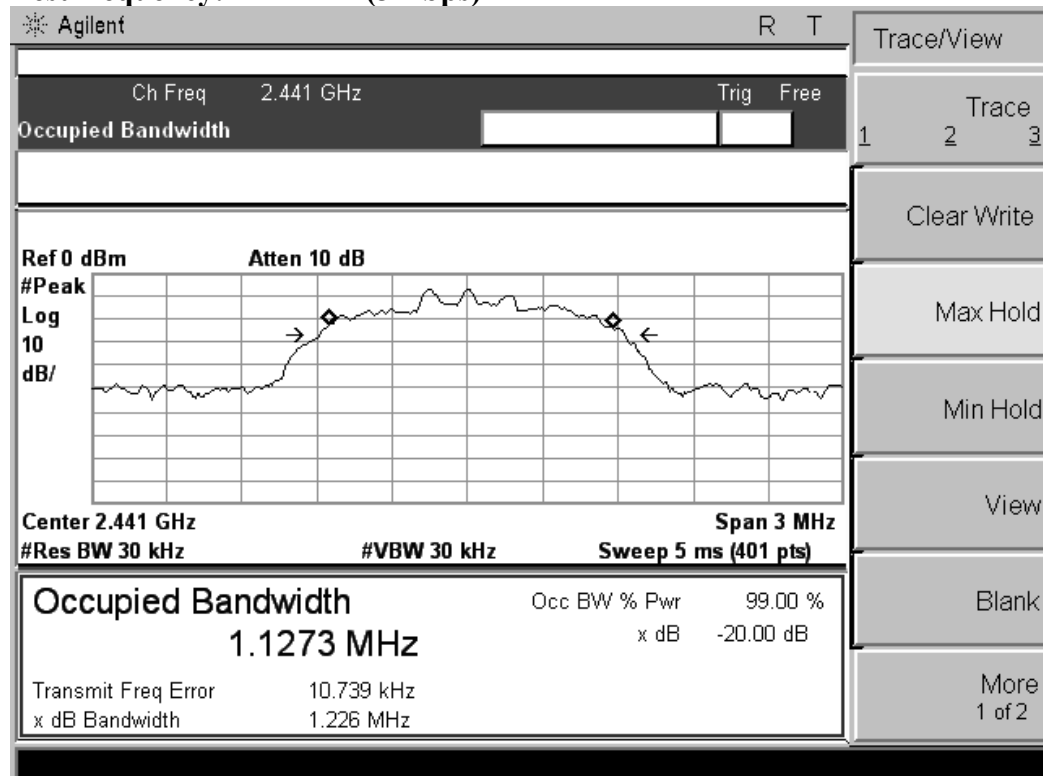 Agilent R T
Trace/View
Ch Freq 2.441 GHz Trig Free
Occupied Bandwidth
Trace
1 2 3
Clear Write
Ref 0 dBm Atten 10 dB
#Peak
Log
10
dB/
Max Hold
Min Hold
Center 2.441 GHz Span 3 MHz
#Res BW 30 kHz #VBW 30 kHz Sweep 5 ms (401 pts)
View
Occupied Bandwidth Occ BW % Pwr 99.00 %
1.1273 MHz x dB -20.00 dB
Blank
Transmit Freq Error 10.739 kHz
x dB Bandwidth 1.226 MHz
More
1 of 2